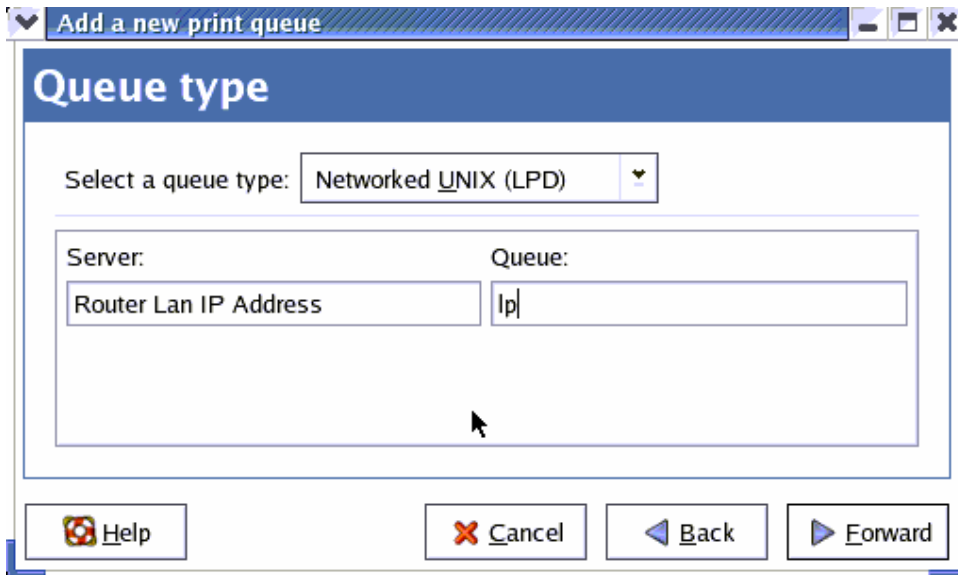 Add a new print queue
Queue type
Select a queue type: Networked UNIX (LPD)
Server: Queue:
Router Lan IP Address lp
Help Cancel Back Forward